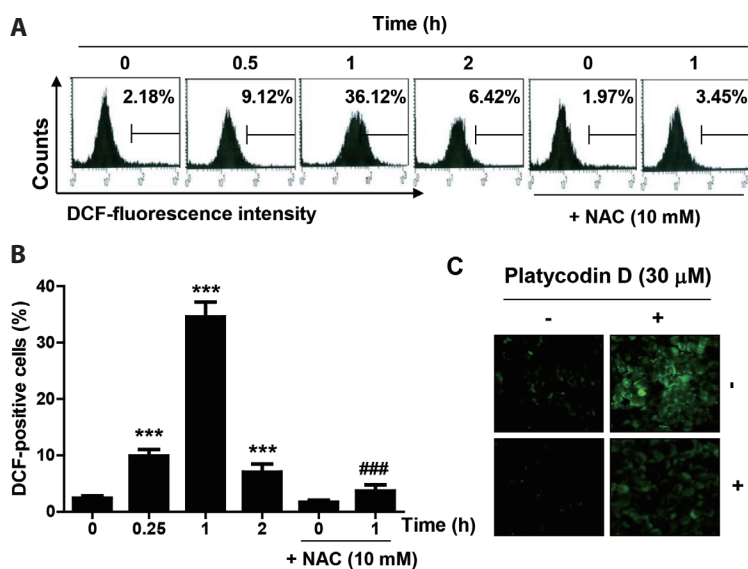 A
Time (h)
0 0.5 1 2 0 1
2.18% 9.12% 36.12% 6.42% 1.97% 3.45%
Counts
DCF-fluorescence intensity
+ NAC (10 mM)
B
DCF-positive cells (%)
40
30
20
10
0
*** *** *** ###
0 0.25 1 2 0 1 Time (h)
+ NAC (10 mM)
C
Platycodin D (30 μM)
- +
-
+